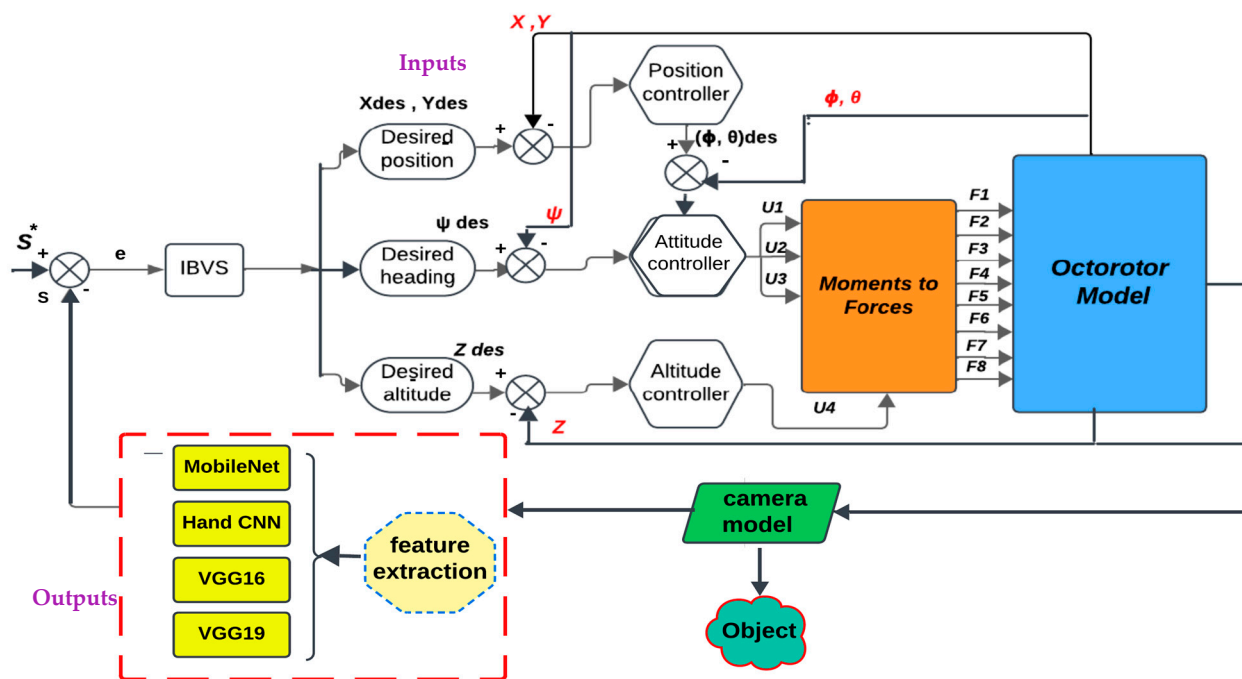 X ,Y
Inputs
Position
controller
Xdes , Ydes
ϕ, θ
+
-
Desired
position
+
(ϕ, θ)des
-
ψ des
ψ
U1
F1
S*
+
e
IBVS
S
-
Desired
heading
+
-
Attitude
controller
U2
U3
Moments to
Forces
F2
F3
F4
F5
F6
F7
F8
Octorotor
Model
Z des
+
-
Desired
altitude
Z
Altitude
controller
U4
MobileNet
Hand CNN
VGG16
VGG19
feature
extraction
camera
model
Outputs
Object